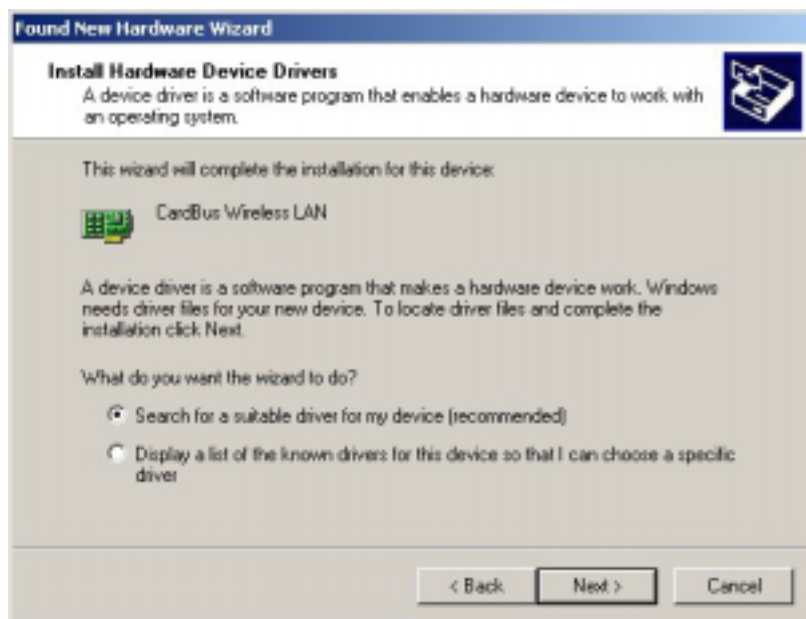 Found New Hardware Wizard
Install Hardware Device Drivers
A device driver is a software program that enables a hardware device to work with
an operating system.
This wizard will complete the installation for this device:
CardBus Wireless LAN
A device driver is a software program that makes a hardware device work. Windows
needs driver files for your new device. To locate driver files and complete the
installation click Next.
What do you want the wizard to do?
Search for a suitable driver for my device (recommended)
Display a list of the known drivers for this device so that I can choose a specific
driver
< Back
Next >
Cancel